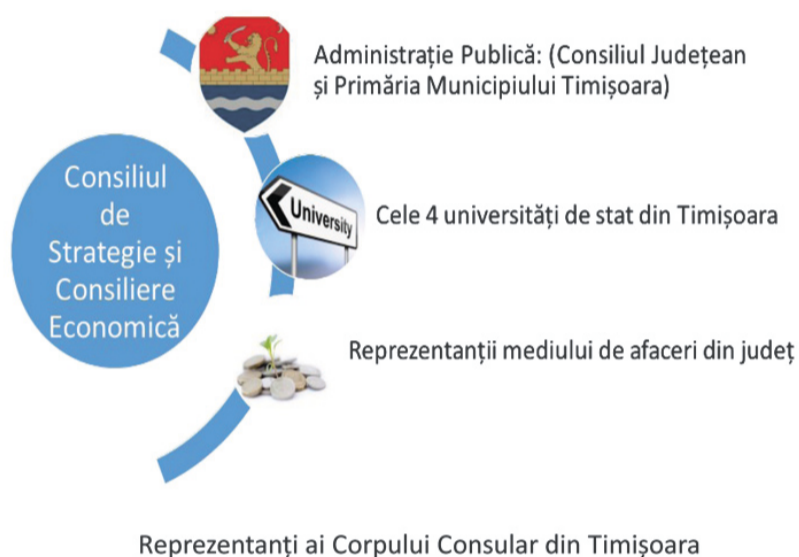 Administrație Publică: (Consiliul Județean
și Primăria Municipiului Timișoara)
Consiliul
de
Strategie și
Consiliere
Economică
University
Cele 4 universități de stat din Timișoara
Reprezentanții mediului de afaceri din județ
Reprezentanți ai Corpului Consular din Timișoara